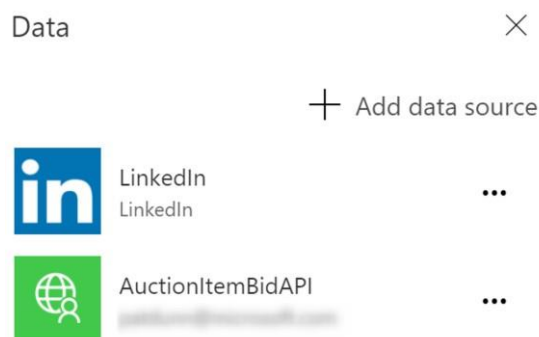 Data
+ Add data source
in
LinkedIn
LinkedIn
AuctionItemBidAPI